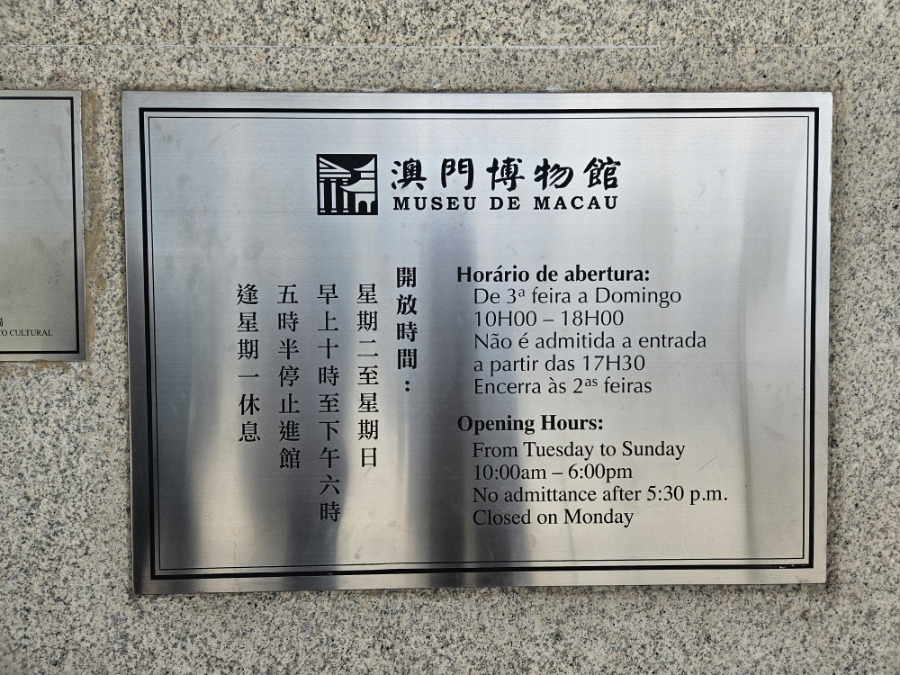 澳門博物館
MUSEU DE MACAU
開放時間：
星期二至星期日
早上十時至下午六時
五時半停止進館
逢星期一休息
Horário de abertura:
De 3ª feira a Domingo
10H00 – 18H00
Não é admitida a entrada
a partir das 17H30
Encerra às 2ªˢ feiras
Opening Hours:
From Tuesday to Sunday
10:00am – 6:00pm
No admittance after 5:30 p.m.
Closed on Monday
CULTURAL